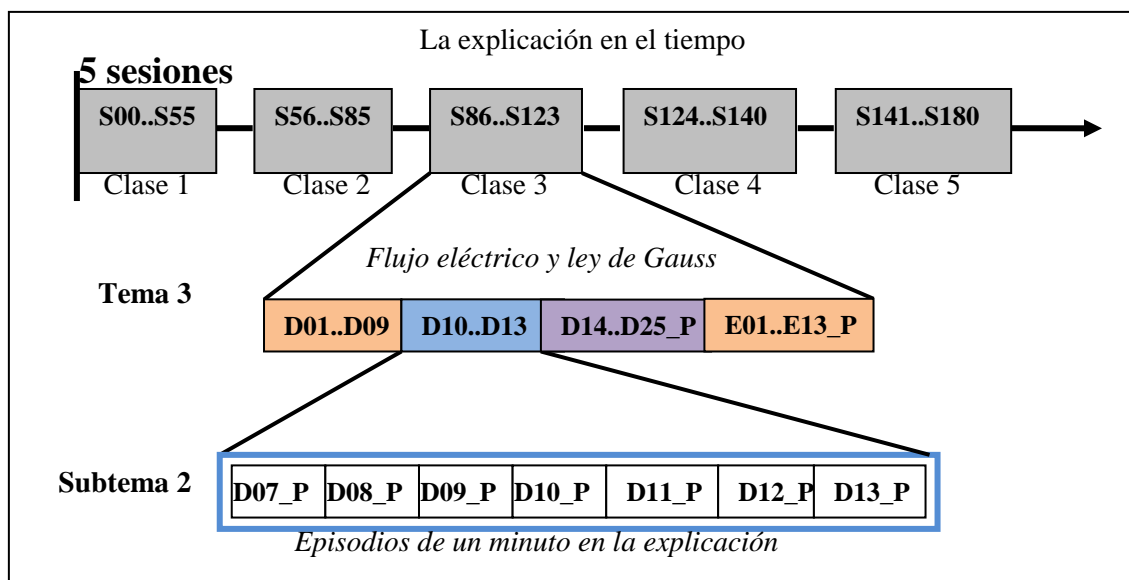 La explicación en el tiempo
5 sesiones
S00..S55 S56..S85 S86..S123 S124..S140 S141..S180
Clase 1 Clase 2 Clase 3 Clase 4 Clase 5
Flujo eléctrico y ley de Gauss
Tema 3
D01..D09 D10..D13 D14..D25_P E01..E13_P
Subtema 2
D07_P D08_P D09_P D10_P D11_P D12_P D13_P
Episodios de un minuto en la explicación